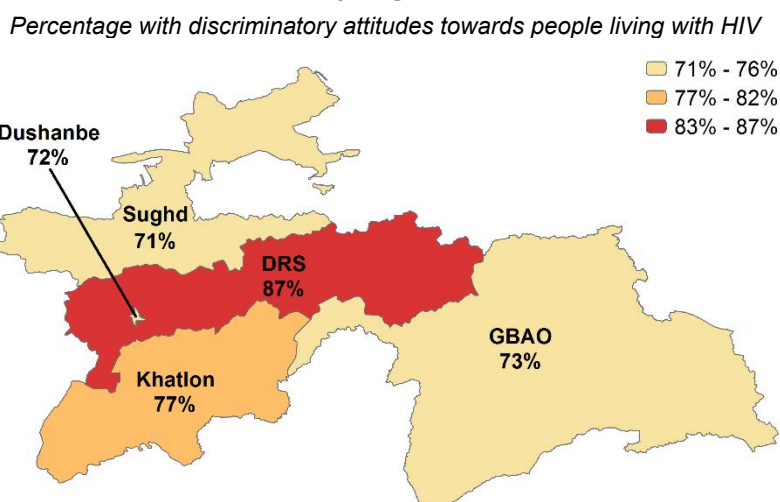 Percentage with discriminatory attitudes towards people living with HIV
71% - 76%
77% - 82%
83% - 87%
Dushanbe
72%
Sughd
71%
DRS
87%
GBAO
73%
Khatlon
77%